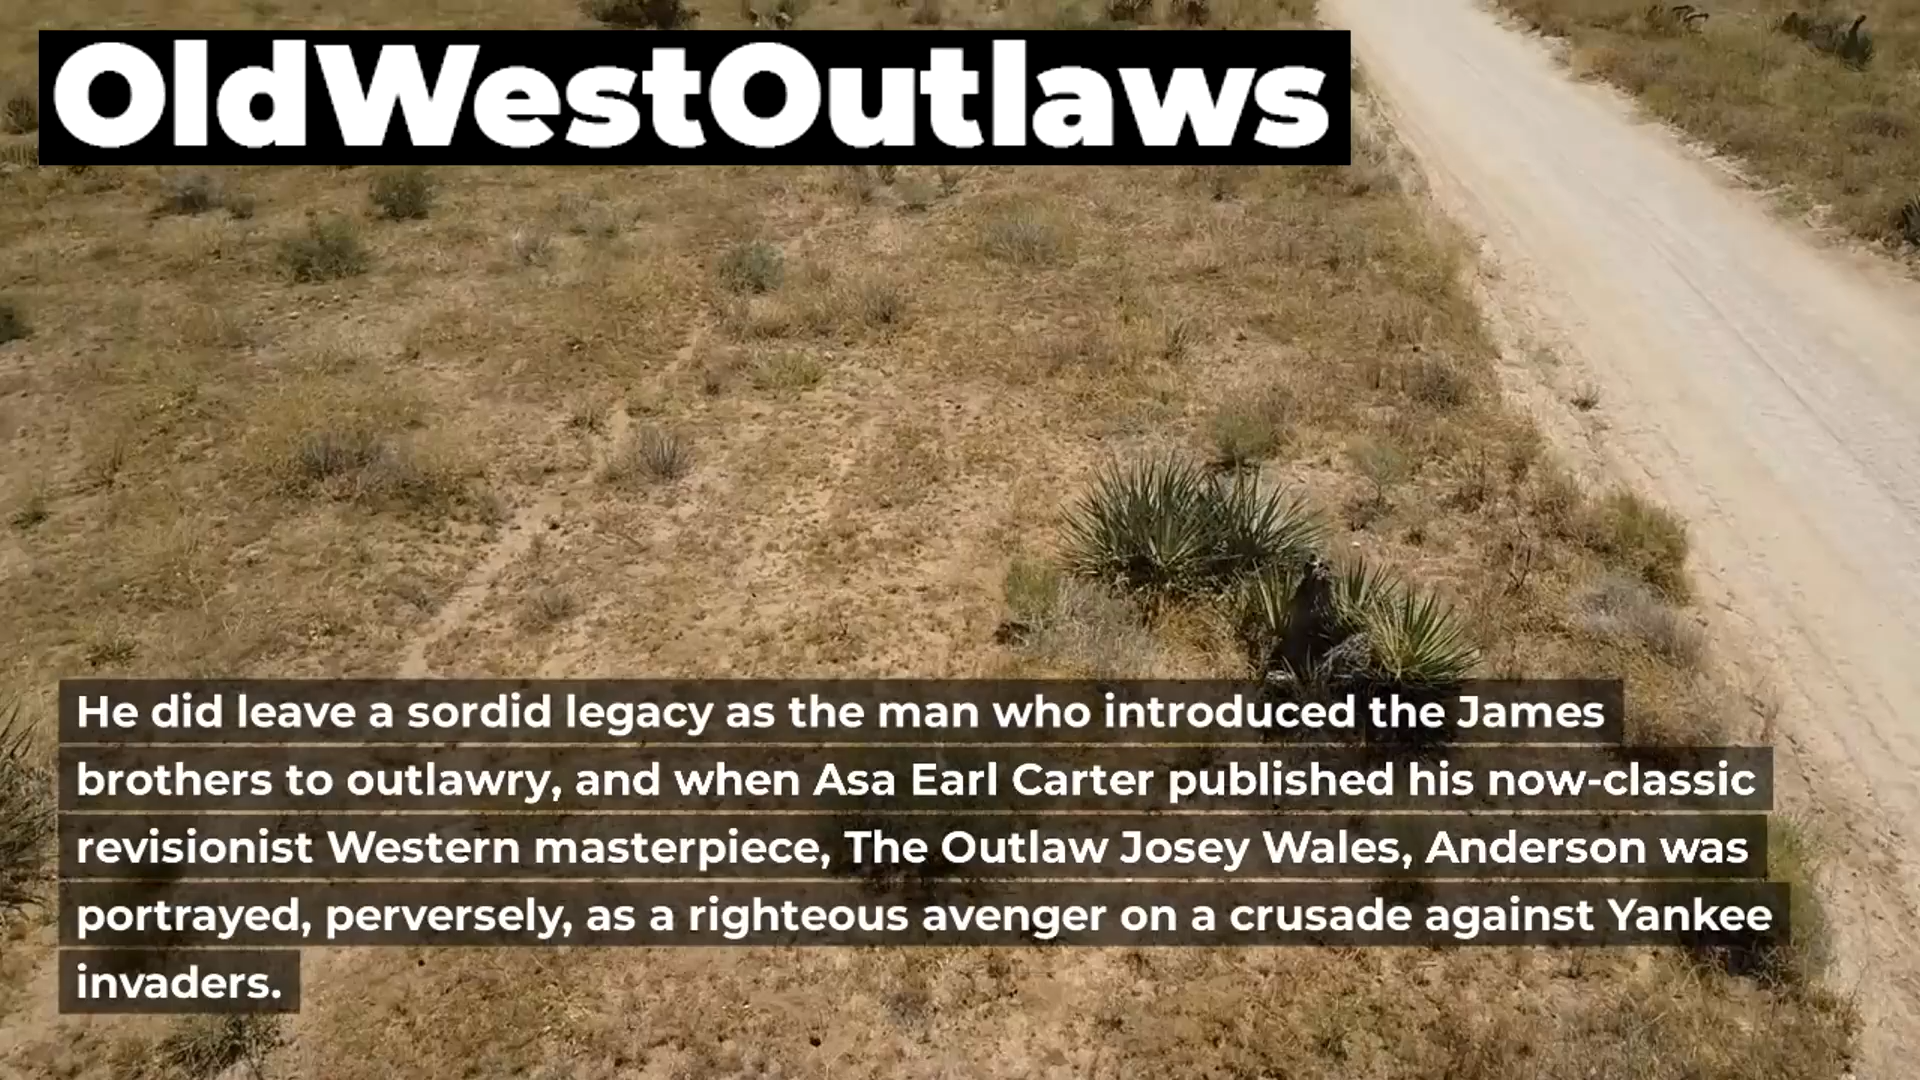 OldWestOutlaws
He did leave a sordid legacy as the man who introduced the James
brothers to outlawry, and when Asa Earl Carter published his now-classic
revisionist Western masterpiece, The Outlaw Josey Wales, Anderson was
portrayed, perversely, as a righteous avenger on a crusade against Yankee
invaders.